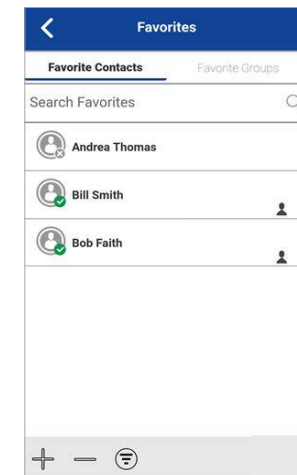 Favorites
Favorite Contacts Favorite Groups
Search Favorites
Andrea Thomas
Bill Smith
Bob Faith